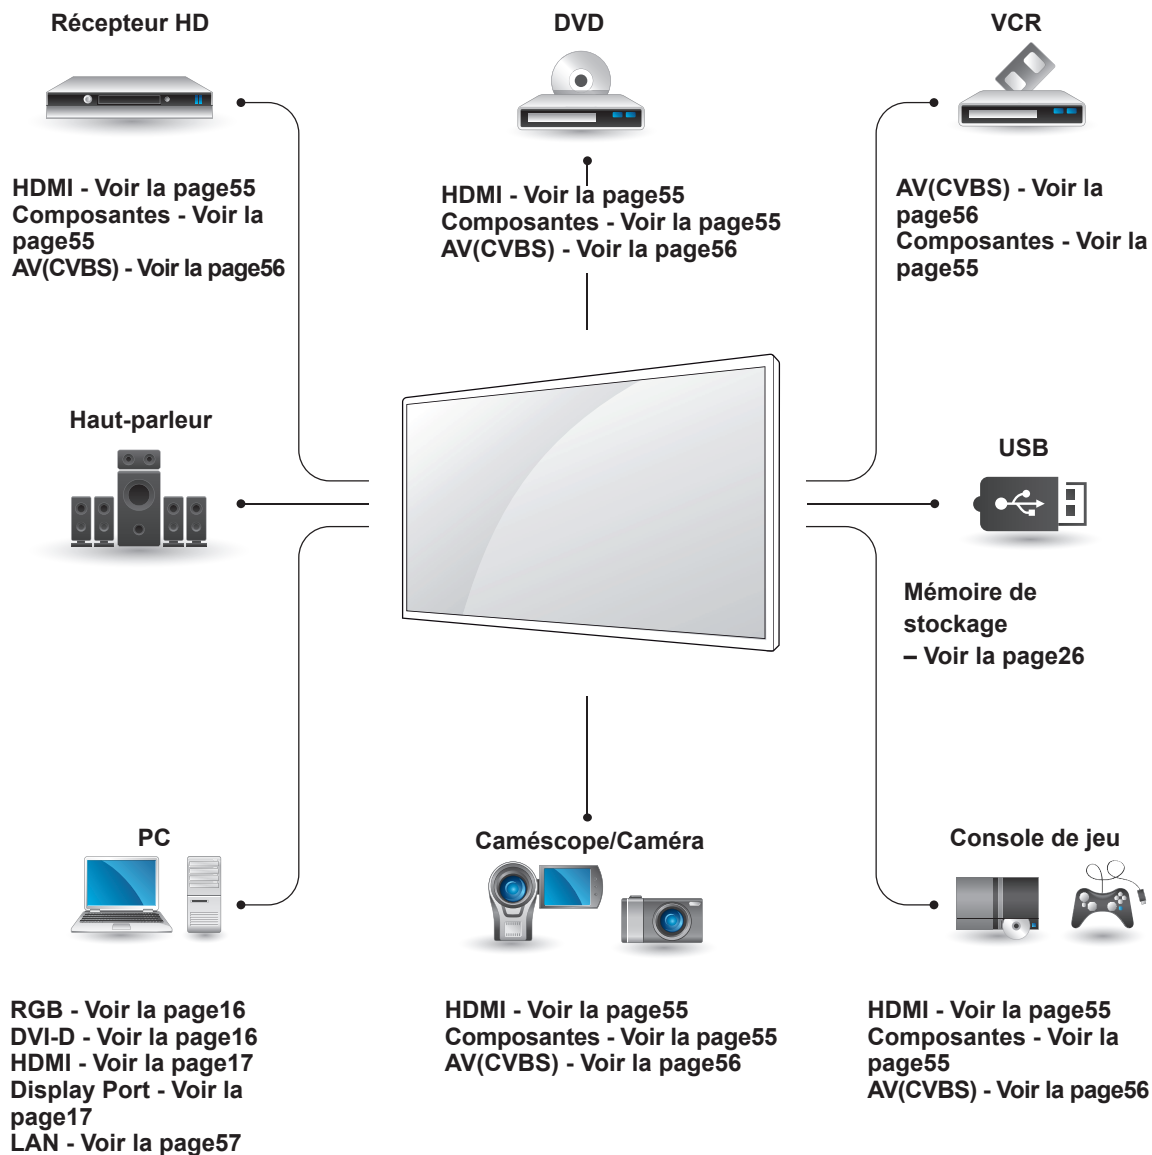 Récepteur HD
DVD
VCR
HDMI - Voir la page55
Composantes - Voir la
page55
AV(CVBS) - Voir la page56
HDMI - Voir la page55
Composantes - Voir la page55
AV(CVBS) - Voir la page56
AV(CVBS) - Voir la
page56
Composantes - Voir la
page55
Haut-parleur
USB
Mémoire de
stockage
– Voir la page26
PC
Caméscope/Caméra
Console de jeu
RGB - Voir la page16
DVI-D - Voir la page16
HDMI - Voir la page17
Display Port - Voir la
page17
LAN - Voir la page57
HDMI - Voir la page55
Composantes - Voir la page55
AV(CVBS) - Voir la page56
HDMI - Voir la page55
Composantes - Voir la
page55
AV(CVBS) - Voir la page56